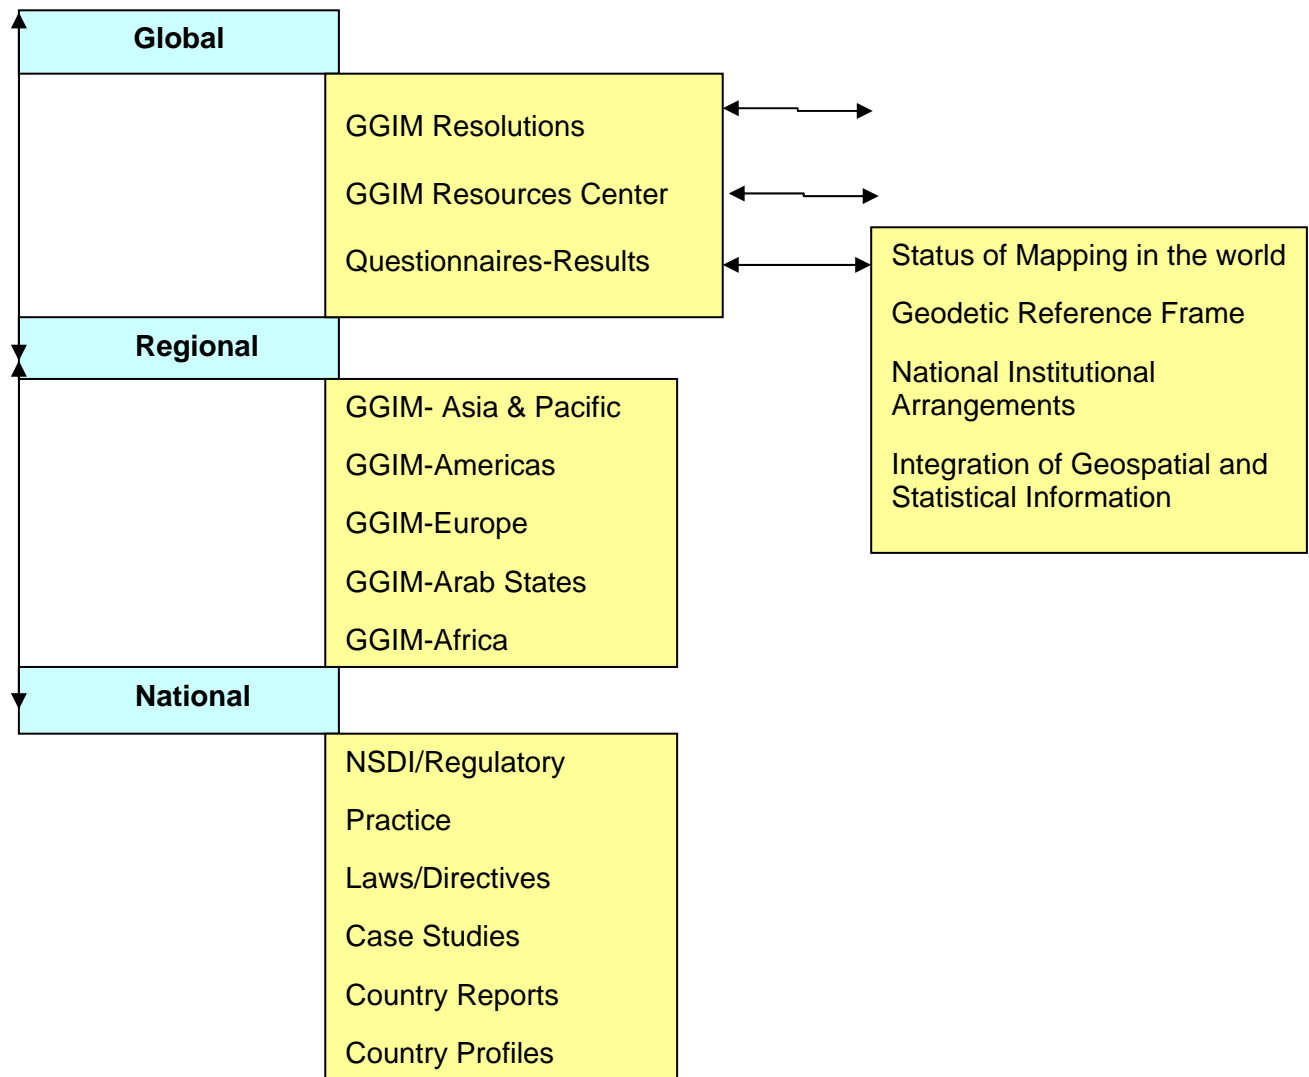 Global
GGIM Resolutions
GGIM Resources Center
Questionnaires-Results
Status of Mapping in the world
Geodetic Reference Frame
National Institutional
Arrangements
Integration of Geospatial and
Statistical Information
Regional
GGIM- Asia & Pacific
GGIM-Americas
GGIM-Europe
GGIM-Arab States
GGIM-Africa
National
NSDI/Regulatory
Practice
Laws/Directives
Case Studies
Country Reports
Country Profiles